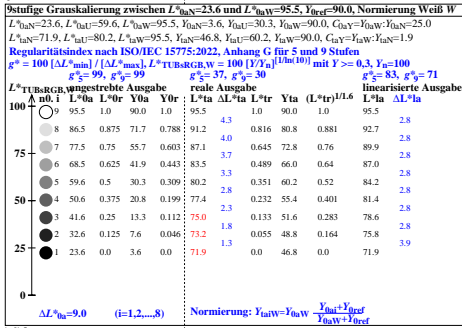 9stufige Grauskalierung zwischen L*0aN=23.6 und L*0aW=95.5, Y0ref=90.0, Normierung Weiß W
L*0aN=23.6, L*0aU=59.6, L*0aW=95.5, Y0aN=3.6, Y0aU=30.3, Y0aW=90.0, C0aY=Y0aW:Y0aN=25.0
L*taN=71.9, L*taU=80.2, L*taW=95.5, YtaN=46.8, YtaU=60.2, YtaW=90.0, CtaY=YtaW:YtaN=1.9
Regularitätsindex nach ISO/IEC 15775:2022, Anhang G für 5 und 9 Stufen
g* = 100 [ΔL*min] / [ΔL*max], L*TUBsRGB,W = 100 [Y/Yn]^[1/ln(10)] mit Y >= 0.3, Yn=100
g*5= 99, g*9= 99 g*5= 37, g*9= 30 g*5= 83, g*9= 71
L*TUBsRGB,W angestrebte Ausgabe reale Ausgabe linearisierte Ausgabe
n0. i L*0a L*0r Y0a Y0r L*ta ΔL*ta L*tr Yta (L*tr)^1/1.6 L*la ΔL*la
100 9 95.5 1.0 90.0 1.0 95.5 1.0 90.0 1.0 95.5
4.3 2.8
8 86.5 0.875 71.7 0.788 91.2 0.816 80.8 0.881 92.7
4.0 2.8
75 7 77.5 0.75 55.7 0.603 87.1 0.645 72.8 0.76 89.9
3.7 2.8
6 68.5 0.625 41.9 0.443 83.5 0.489 66.0 0.64 87.0
3.3 2.8
5 59.6 0.5 30.3 0.309 80.2 0.351 60.2 0.52 84.2
2.8 2.8
50 4 50.6 0.375 20.8 0.199 77.4 0.232 55.4 0.401 81.4
2.3 2.8
3 41.6 0.25 13.3 0.112 75.0 0.133 51.6 0.283 78.6
1.8 2.8
2 32.6 0.125 7.6 0.046 73.2 0.055 48.8 0.164 75.8
1.3 3.9
25 1 23.6 0.0 3.6 0.0 71.9 0.0 46.8 0.0 71.9
0
ΔL*0a=9.0 (i=1,2,...,8) Normierung: YtaiW=Y0aW (Y0ai+Y0ref)/(Y0aW+Y0ref)